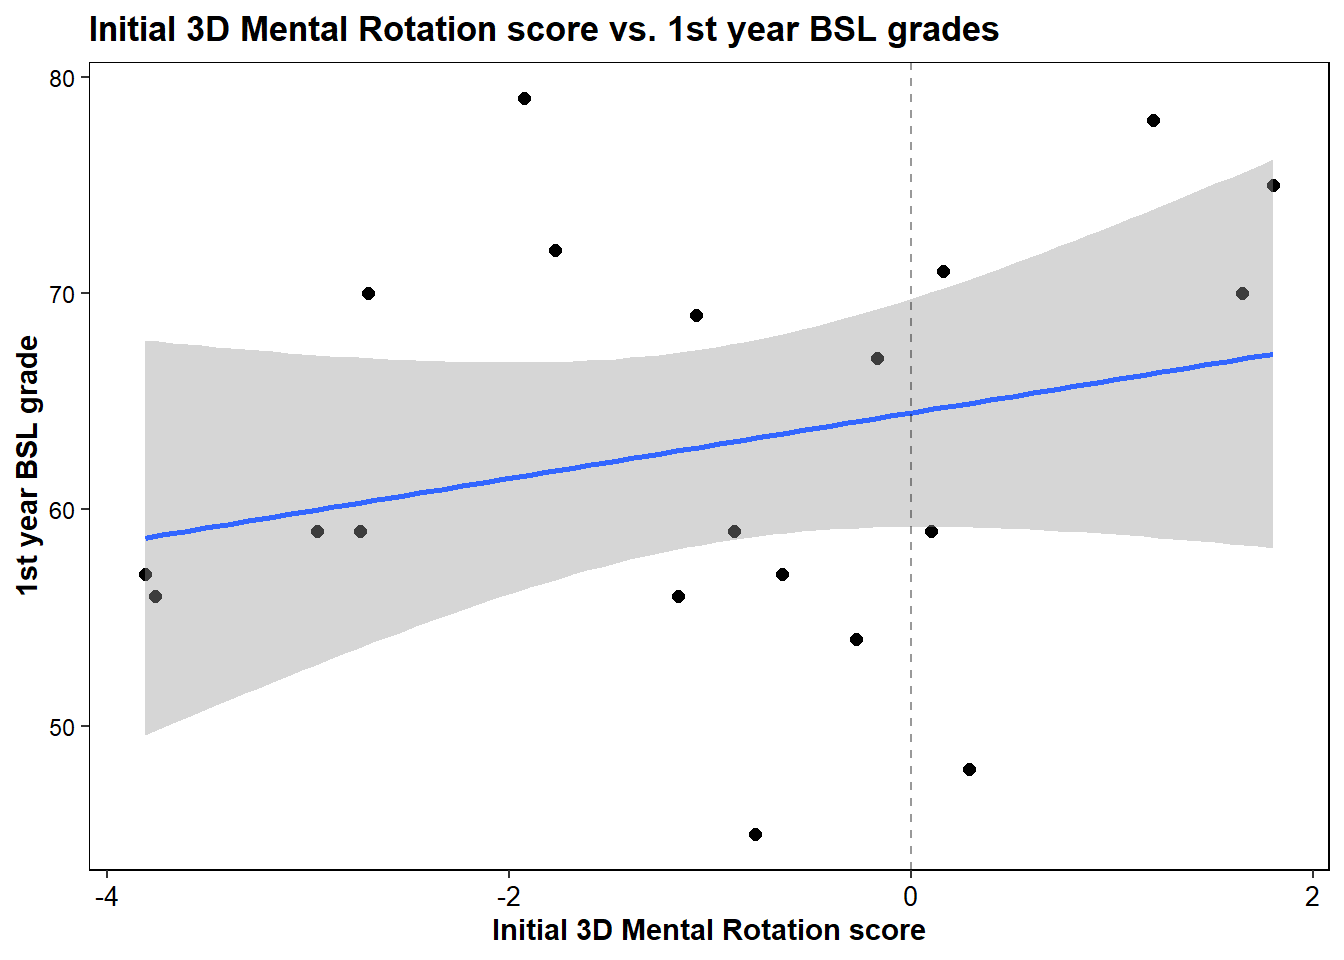 Initial 3D Mental Rotation score vs. 1st year BSL grades
80
70
60
50
1st year BSL grade
-4 -2 0 2
Initial 3D Mental Rotation score